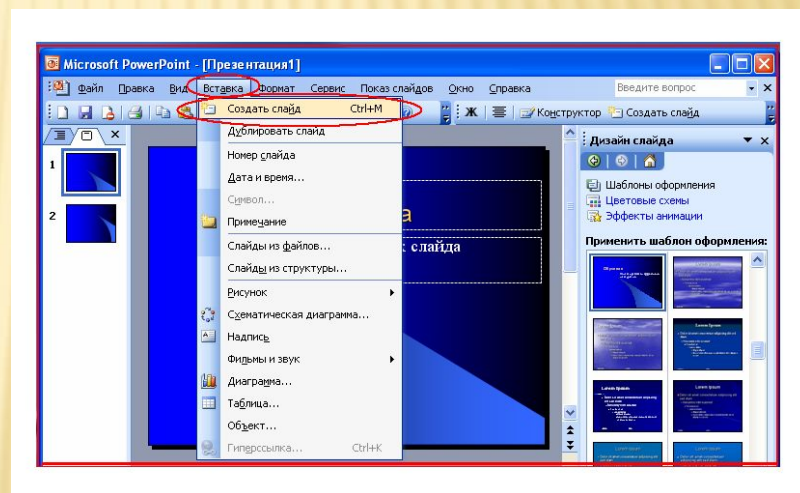 Microsoft PowerPoint - [Презентация1]
Файл Правка Вид Вставка Формат Сервис Показ слайдов Окно Справка Введите вопрос
Ж Конструктор Создать слайд
Создать слайд Ctrl+M
Дублировать слайд
Номер слайда
Дата и время...
Символ...
Примечание
Слайды из файлов...
Слайды из структуры...
Рисунок
Схематическая диаграмма...
Надпись
Фильмы и звук
Диаграмма...
Таблица...
Объект...
Гиперссылка... Ctrl+K
1
2
а
к слайда
Дизайн слайда
Шаблоны оформления
Цветовые схемы
Эффекты анимации
Применить шаблон оформления: